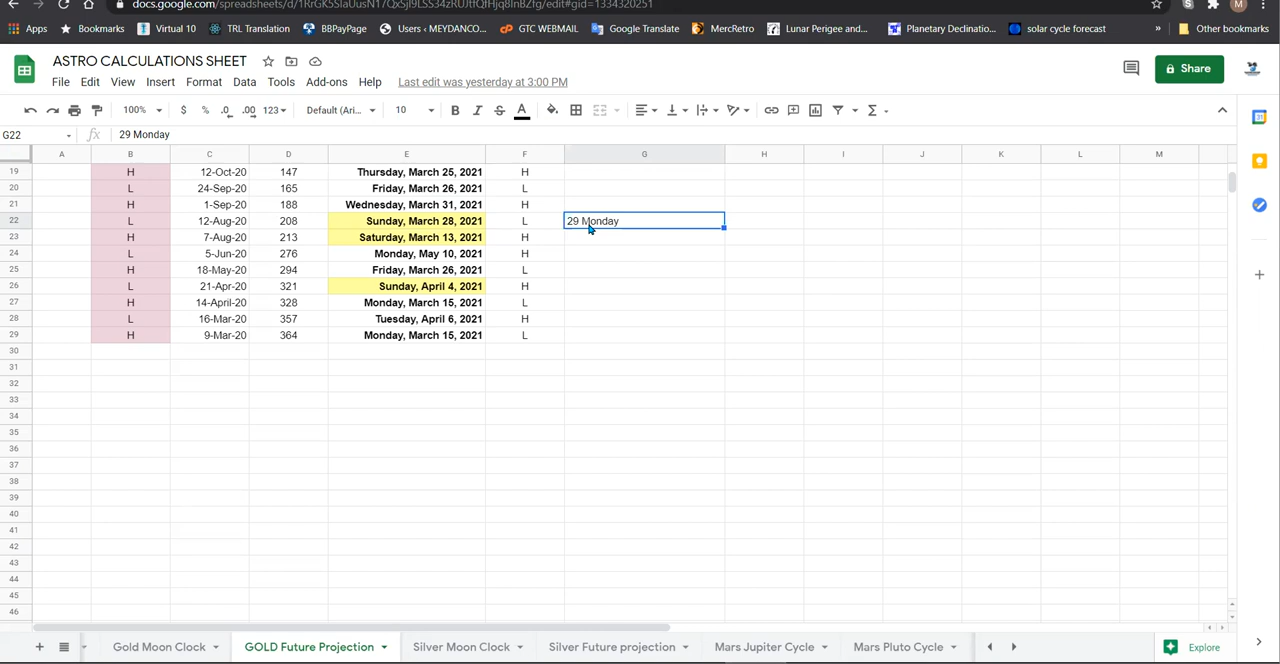 docs.google.com/spreadsheets/d/1RrGK5SlaUusN17QxSjI9LSS34zRUJtfQfHjq8InBZfg/edit#gid=1334320251
Apps Bookmarks Virtual 10 TRL Translation BBPayPage Users ‹ MEYDANCO... GTC WEBMAIL Google Translate MercRetro Lunar Perigee and... Planetary Declinatio... solar cycle forecast » Other bookmarks
ASTRO CALCULATIONS SHEET
File Edit View Insert Format Data Tools Add-ons Help Last edit was yesterday at 3:00 PM
Share
100% $ % .0 .00 123 Default (Ari... 10 B I S A
G22 fx 29 Monday
A B C D E F G H I J K L M
19 H 12-Oct-20 147 Thursday, March 25, 2021 H
20 L 24-Sep-20 165 Friday, March 26, 2021 L
21 H 1-Sep-20 188 Wednesday, March 31, 2021 H
22 L 12-Aug-20 208 Sunday, March 28, 2021 L 29 Monday
23 H 7-Aug-20 213 Saturday, March 13, 2021 H
24 L 5-Jun-20 276 Monday, May 10, 2021 H
25 H 18-May-20 294 Friday, March 26, 2021 L
26 L 21-Apr-20 321 Sunday, April 4, 2021 H
27 H 14-April-20 328 Monday, March 15, 2021 L
28 L 16-Mar-20 357 Tuesday, April 6, 2021 H
29 H 9-Mar-20 364 Monday, March 15, 2021 L
30
31
32
33
34
35
36
37
38
39
40
41
42
43
44
45
46
Gold Moon Clock GOLD Future Projection Silver Moon Clock Silver Future projection Mars Jupiter Cycle Mars Pluto Cycle Explore